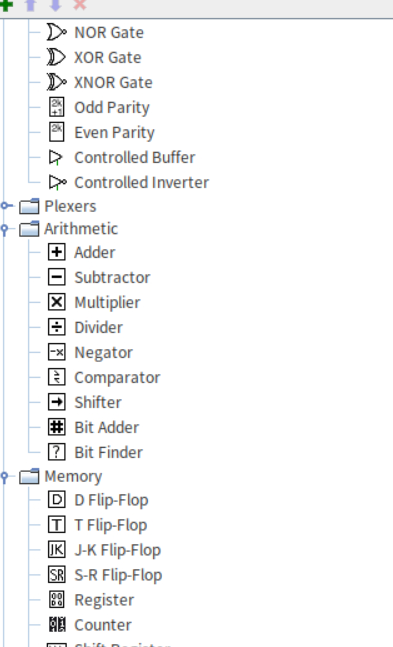 NOR Gate
XOR Gate
XNOR Gate
Odd Parity
Even Parity
Controlled Buffer
Controlled Inverter
Plexers
Arithmetic
Adder
Subtractor
Multiplier
Divider
Negator
Comparator
Shifter
Bit Adder
Bit Finder
Memory
D Flip-Flop
T Flip-Flop
J-K Flip-Flop
S-R Flip-Flop
Register
Counter
Shift Register